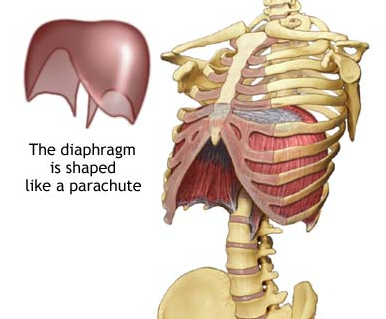 The diaphragm
is shaped
like a parachute